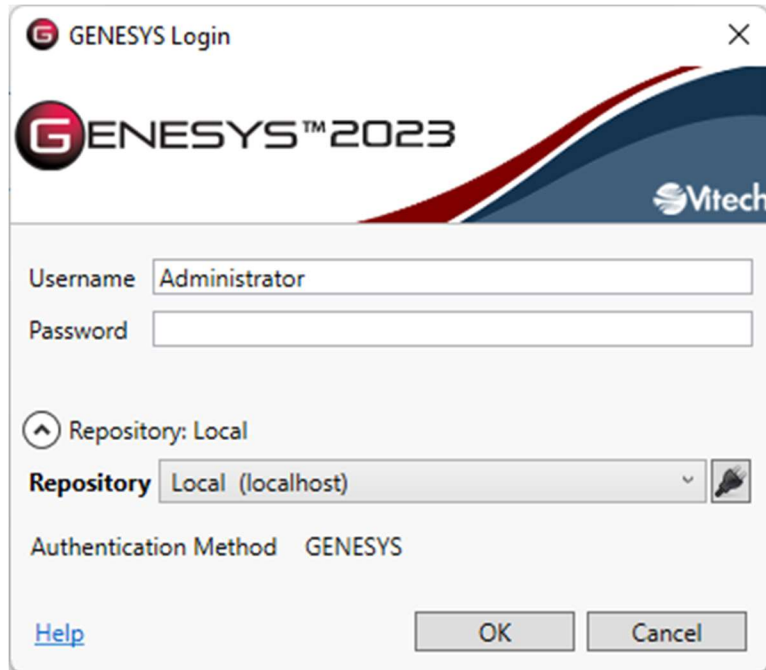 GENESYS Login
GENESYS™2023
Vitech
Username Administrator
Password
Repository: Local
Repository Local (localhost)
Authentication Method GENESYS
Help OK Cancel